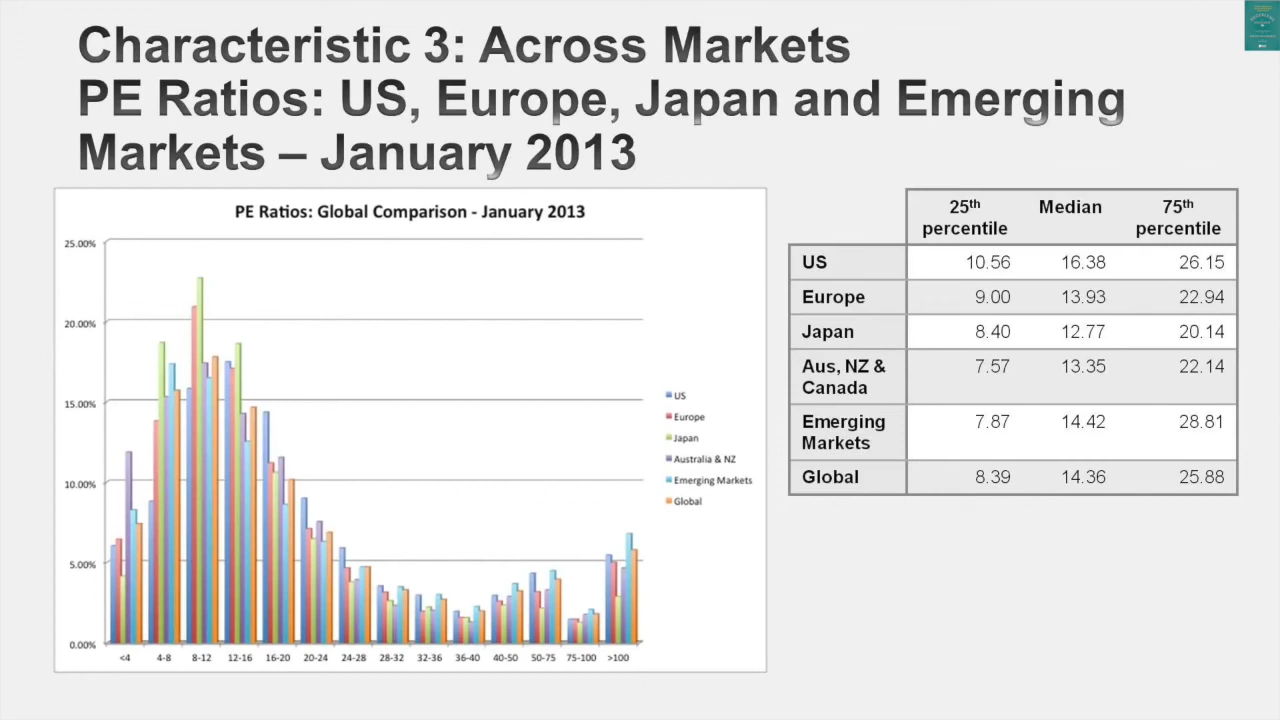 Characteristic 3: Across Markets
PE Ratios: US, Europe, Japan and Emerging
Markets – January 2013
PE Ratios: Global Comparison - January 2013
25.00%
20.00%
15.00%
10.00%
5.00%
0.00%
<4 4-8 8-12 12-16 16-20 20-24 24-28 28-32 32-36 36-40 40-50 50-75 75-100 >100
US
Europe
Japan
Australia & NZ
Emerging Markets
Global
25th percentile Median 75th percentile
US 10.56 16.38 26.15
Europe 9.00 13.93 22.94
Japan 8.40 12.77 20.14
Aus, NZ & Canada 7.57 13.35 22.14
Emerging Markets 7.87 14.42 28.81
Global 8.39 14.36 25.88